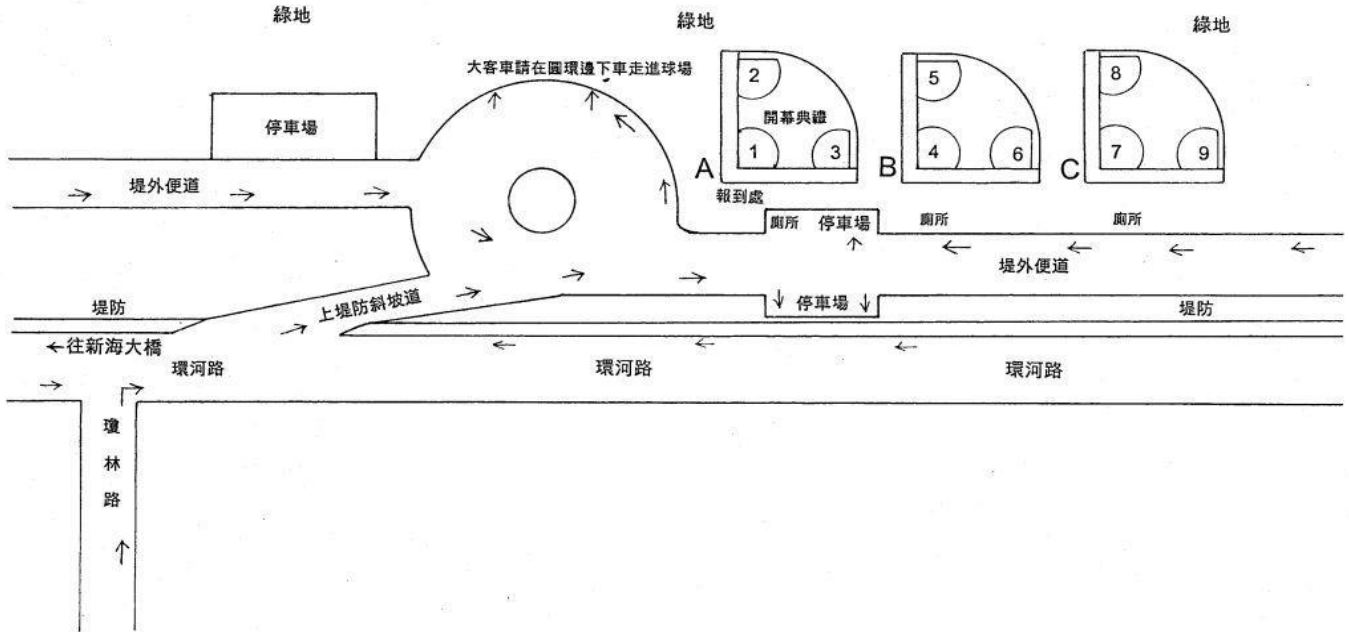 綠地
綠地
綠地
大客車請在圓環邊下車走進球場
停車場
2
5
8
開幕典禮
1
3
4
6
7
9
A
B
C
堤外便道
報到處
廁所
停車場
廁所
廁所
堤外便道
上堤防斜坡道
停車場
堤防
堤防
往新海大橋
環河路
環河路
環河路
瓊林路